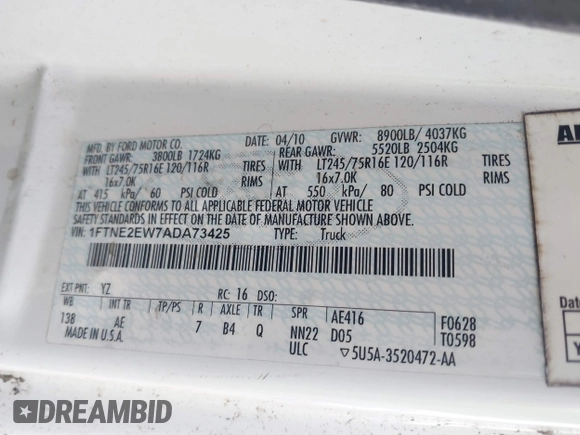 MFD. BY FORD MOTOR CO.
DATE: 04/10 GVWR: 8900LB/ 4037KG
FRONT GAWR: 3800LB 1724KG
REAR GAWR: 5520LB 2504KG
WITH LT245/75R16E 120/116R TIRES
WITH LT245/75R16E 120/116R TIRES
16x7.0K RIMS
16x7.0K RIMS
AT 415 kPa/ 60 PSI COLD
AT 550 kPa/ 80 PSI COLD
THIS VEHICLE CONFORMS TO ALL APPLICABLE FEDERAL MOTOR VEHICLE
SAFETY STANDARDS IN EFFECT ON THE DATE OF MANUFACTURE SHOWN ABOVE.
VIN: 1FTNE2EW7ADA73425
TYPE: Truck
EXT PNT: YZ RC: 16 DSO:
WB INT TR TP/PS R AXLE TR SPR AE416 F0628
138 AE 7 B4 Q NN22 D05 T0598
MADE IN U.S.A. ULC ▽5U5A-3520472-AA
DREAMBID